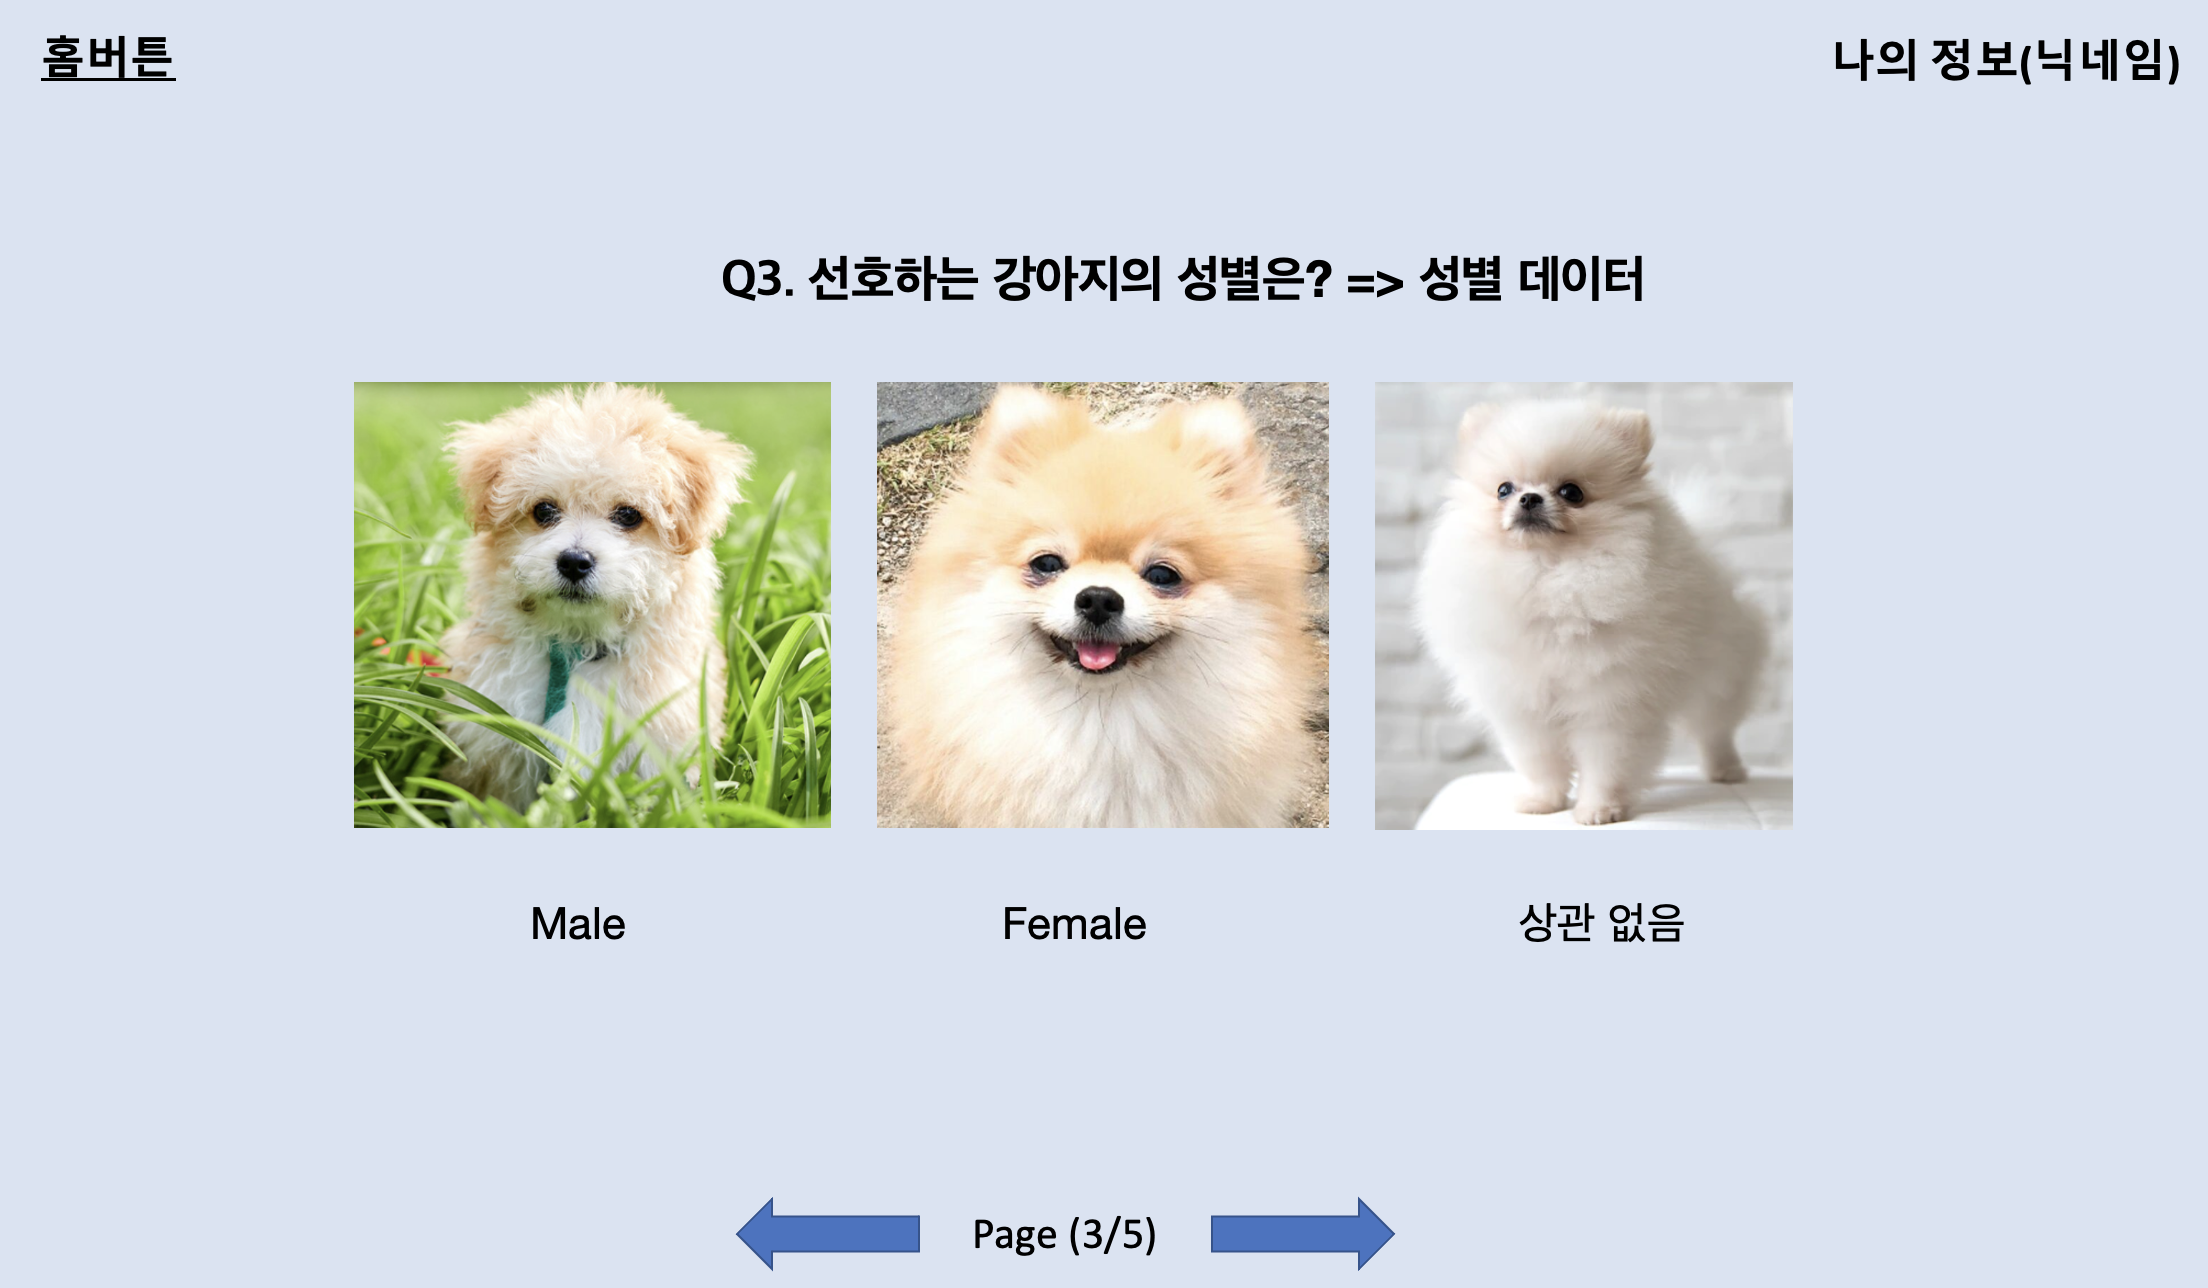 홈버튼
나의 정보(닉네임)
Q3. 선호하는 강아지의 성별은? => 성별 데이터
Male
Female
상관 없음
Page (3/5)